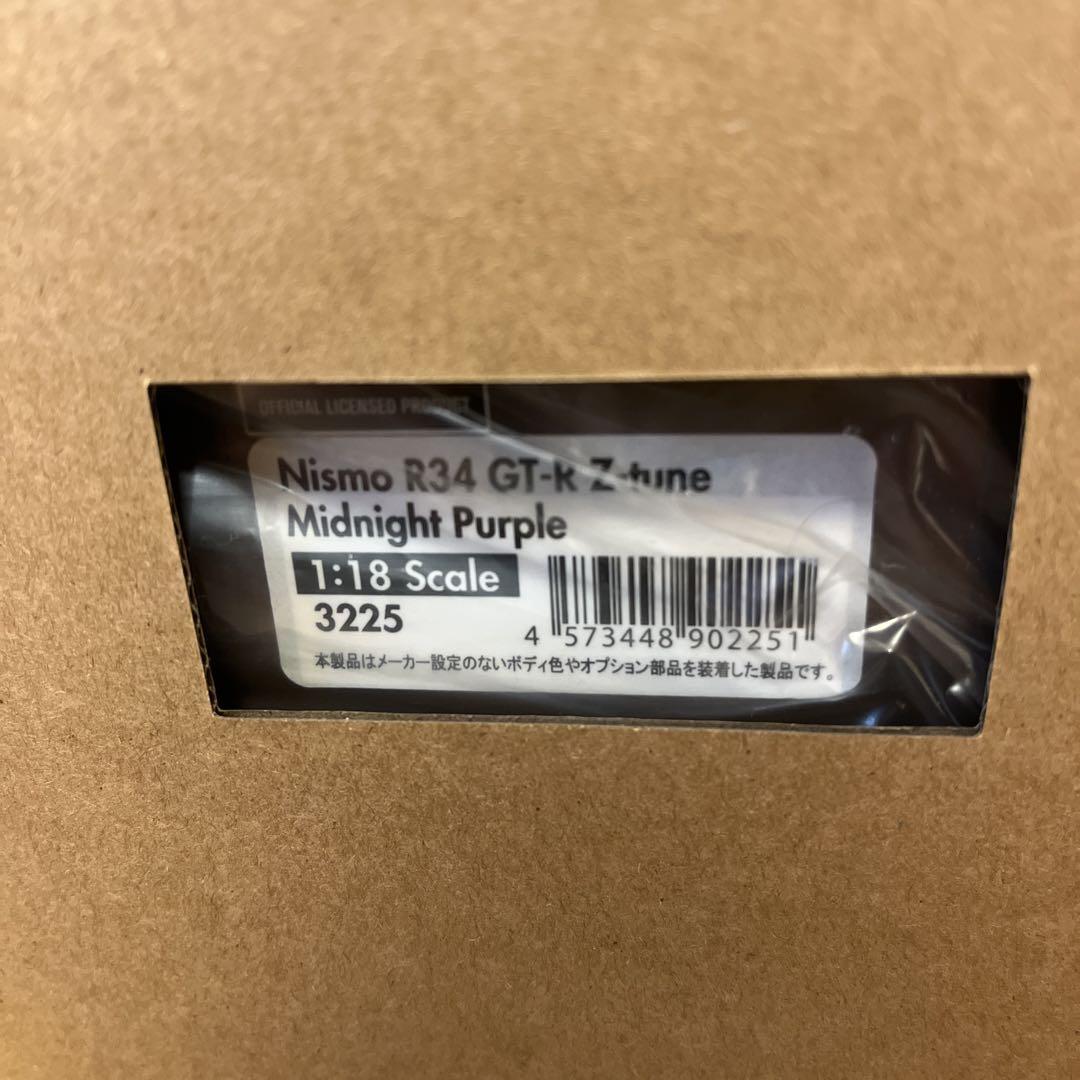 OFFICIAL LICENSED PRODUCT
Nismo R34 GT-R Z-tune
Midnight Purple
1:18 Scale
3225
4 573448 902251
本製品はメーカー設定のないボディ色やオプション部品を装着した製品です。